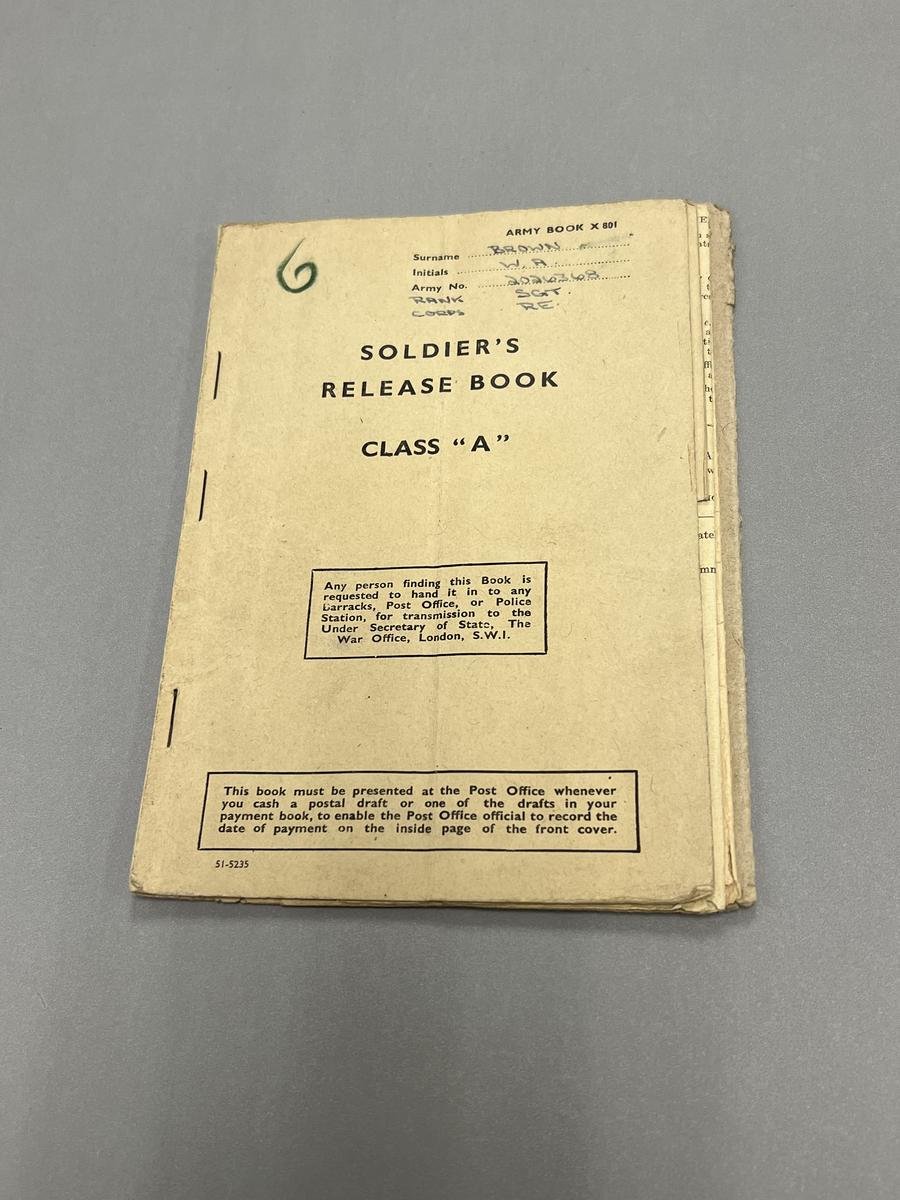 ARMY BOOK X 801
6
Surname BROWN
Initials W. A.
Army No. 2026368
RANK SGT.
CORPS RE.
SOLDIER'S
RELEASE BOOK
CLASS “A”
Any person finding this Book is
requested to hand it in to any
Barracks, Post Office, or Police
Station, for transmission to the
Under Secretary of State, The
War Office, London, S.W.I.
This book must be presented at the Post Office whenever
you cash a postal draft or one of the drafts in your
payment book, to enable the Post Office official to record the
date of payment on the inside page of the front cover.
51-5235